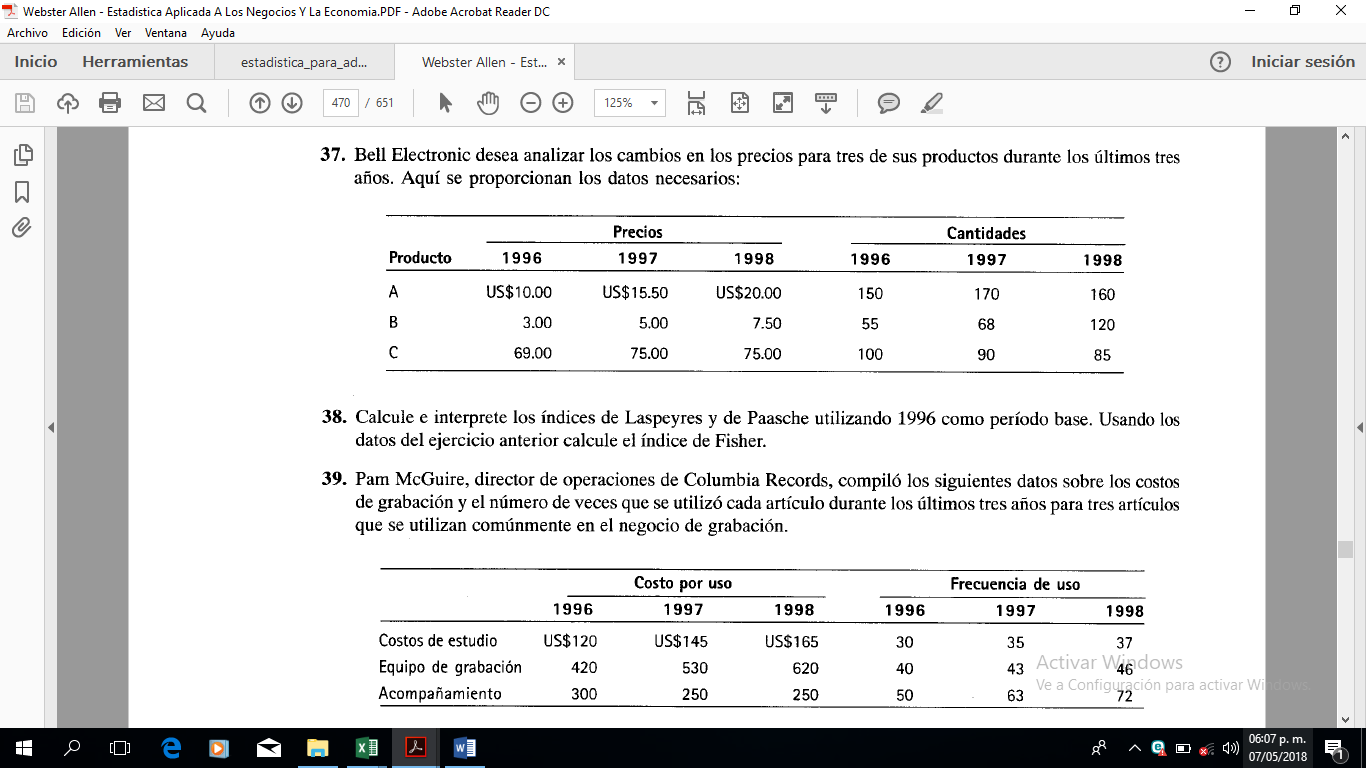 Webster Allen - Estadistica Aplicada A Los Negocios Y La Economia.PDF - Adobe Acrobat Reader DC
Archivo Edición Ver Ventana Ayuda
Inicio Herramientas estadistica_para_ad... Webster Allen - Est... × ? Iniciar sesión
470 / 651 125%
37. Bell Electronic desea analizar los cambios en los precios para tres de sus productos durante los últimos tres
años. Aquí se proporcionan los datos necesarios:
Precios Cantidades
Producto 1996 1997 1998 1996 1997 1998
A US$10.00 US$15.50 US$20.00 150 170 160
B 3.00 5.00 7.50 55 68 120
C 69.00 75.00 75.00 100 90 85
38. Calcule e interprete los índices de Laspeyres y de Paasche utilizando 1996 como período base. Usando los
datos del ejercicio anterior calcule el índice de Fisher.
39. Pam McGuire, director de operaciones de Columbia Records, compiló los siguientes datos sobre los costos
de grabación y el número de veces que se utilizó cada artículo durante los últimos tres años para tres artículos
que se utilizan comúnmente en el negocio de grabación.
Costo por uso Frecuencia de uso
1996 1997 1998 1996 1997 1998
Costos de estudio US$120 US$145 US$165 30 35 37
Equipo de grabación 420 530 620 40 43 46
Acompañamiento 300 250 250 50 63 72
Activar Windows
Ve a Configuración para activar Windows.
06:07 p. m.
07/05/2018
1